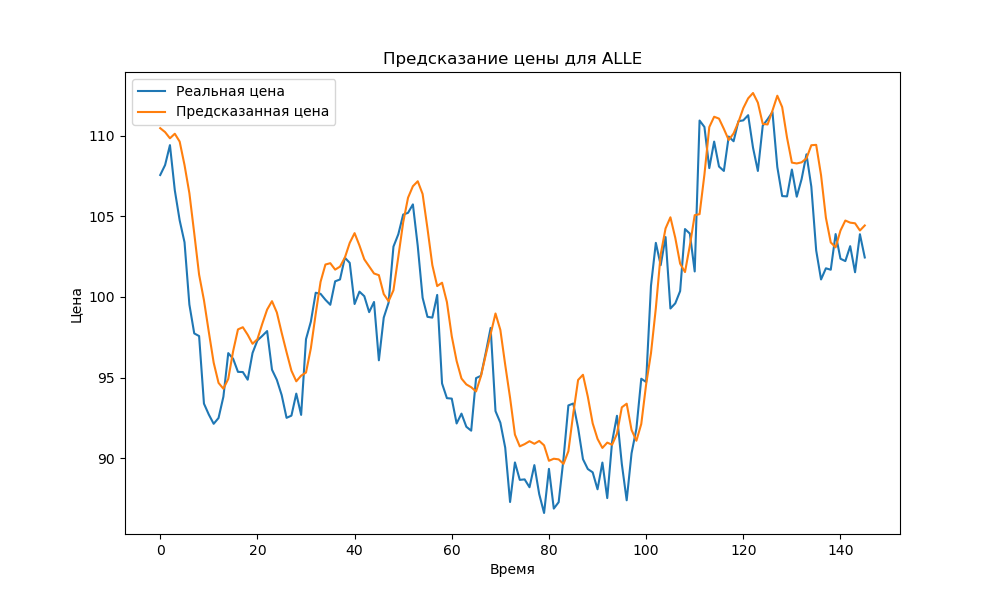 Предсказание цены для ALLE
Реальная цена
Предсказанная цена
110
105
100
95
90
Цена
0 20 40 60 80 100 120 140
Время